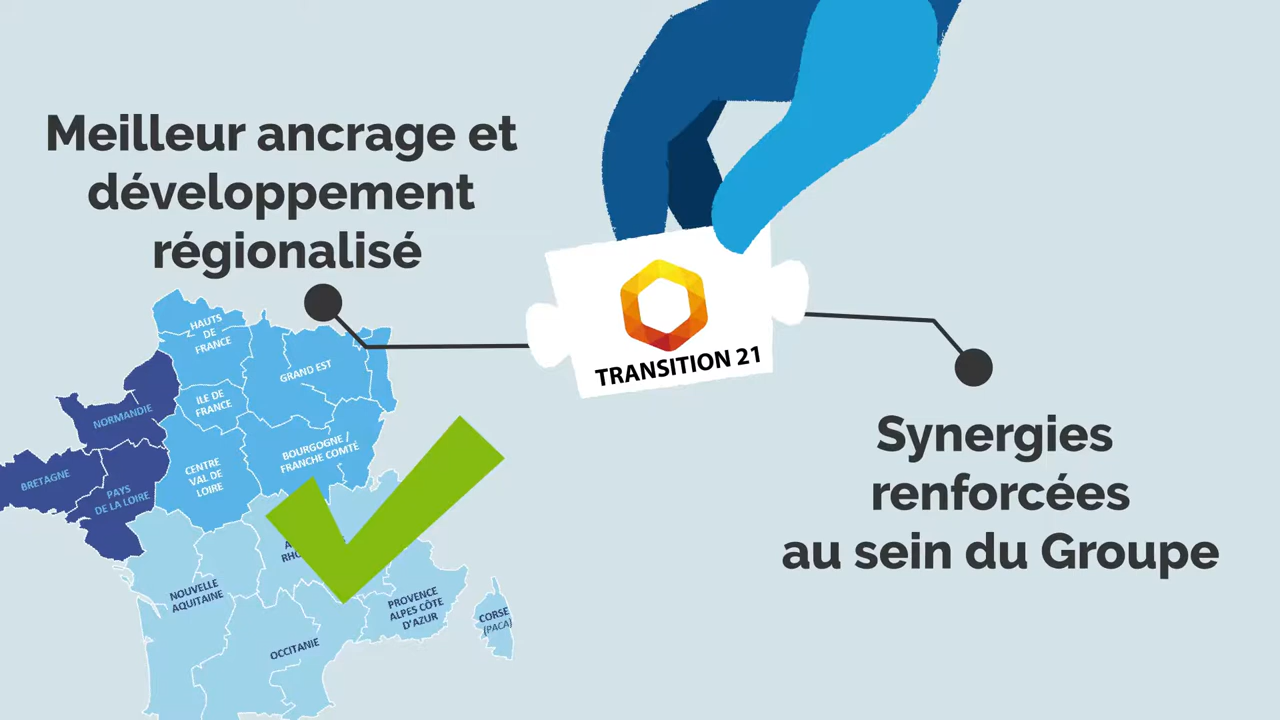 Meilleur ancrage et
développement
régionalisé
TRANSITION 21
Synergies
renforcées
au sein du Groupe
HAUTS
DE
FRANCE
GRAND EST
ILE DE
FRANCE
NORMANDIE
BOURGOGNE /
FRANCHE COMTÉ
CENTRE
VAL DE
LOIRE
BRETAGNE
PAYS
DE LA LOIRE
NOUVELLE
AQUITAINE
PROVENCE
ALPES CÔTE
D'AZUR
CORSE
(PACA)
OCCITANIE